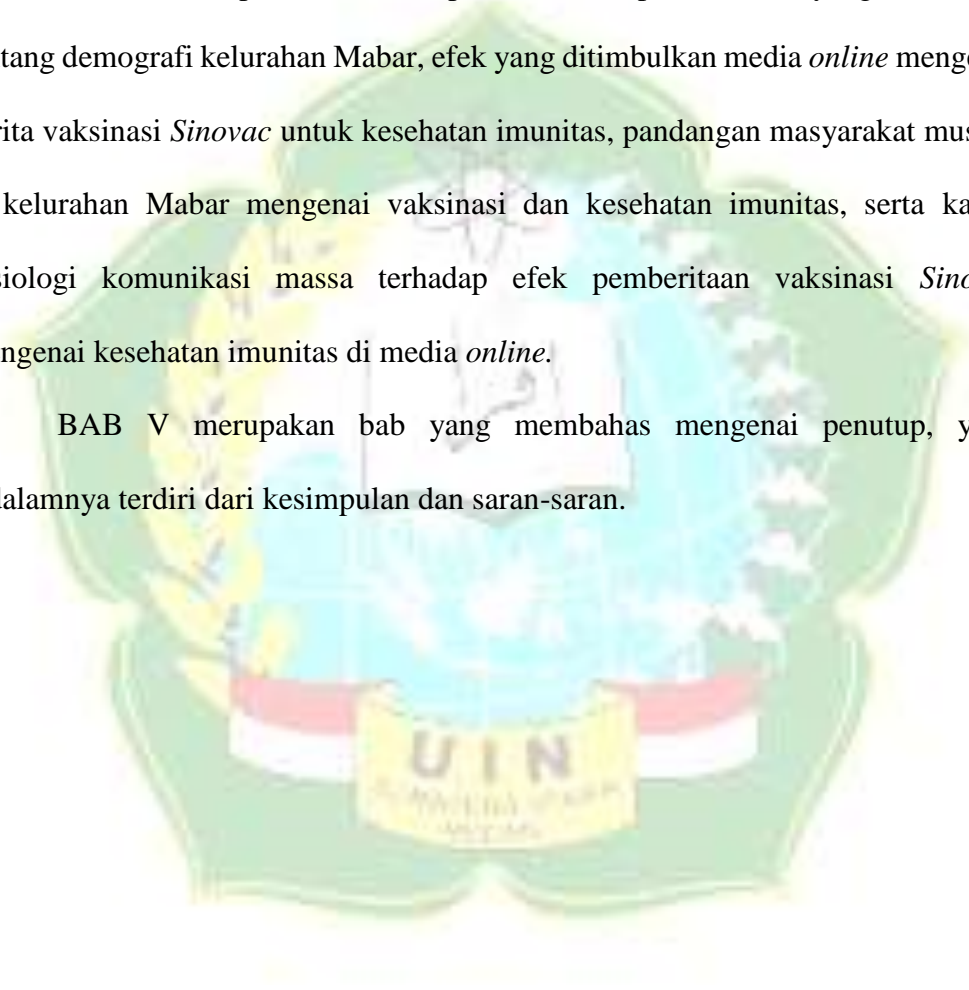 tang demografi kelurahan Mabar, efek yang ditimbulkan media online menge
rita vaksinasi Sinovac untuk kesehatan imunitas, pandangan masyarakat mus
kelurahan Mabar mengenai vaksinasi dan kesehatan imunitas, serta ka
siologi komunikasi massa terhadap efek pemberitaan vaksinasi Sino
ngenai kesehatan imunitas di media online.
BAB V merupakan bab yang membahas mengenai penutup, y
dalamnya terdiri dari kesimpulan dan saran-saran.
UIN
SUMATERA UTARA
MEDAN